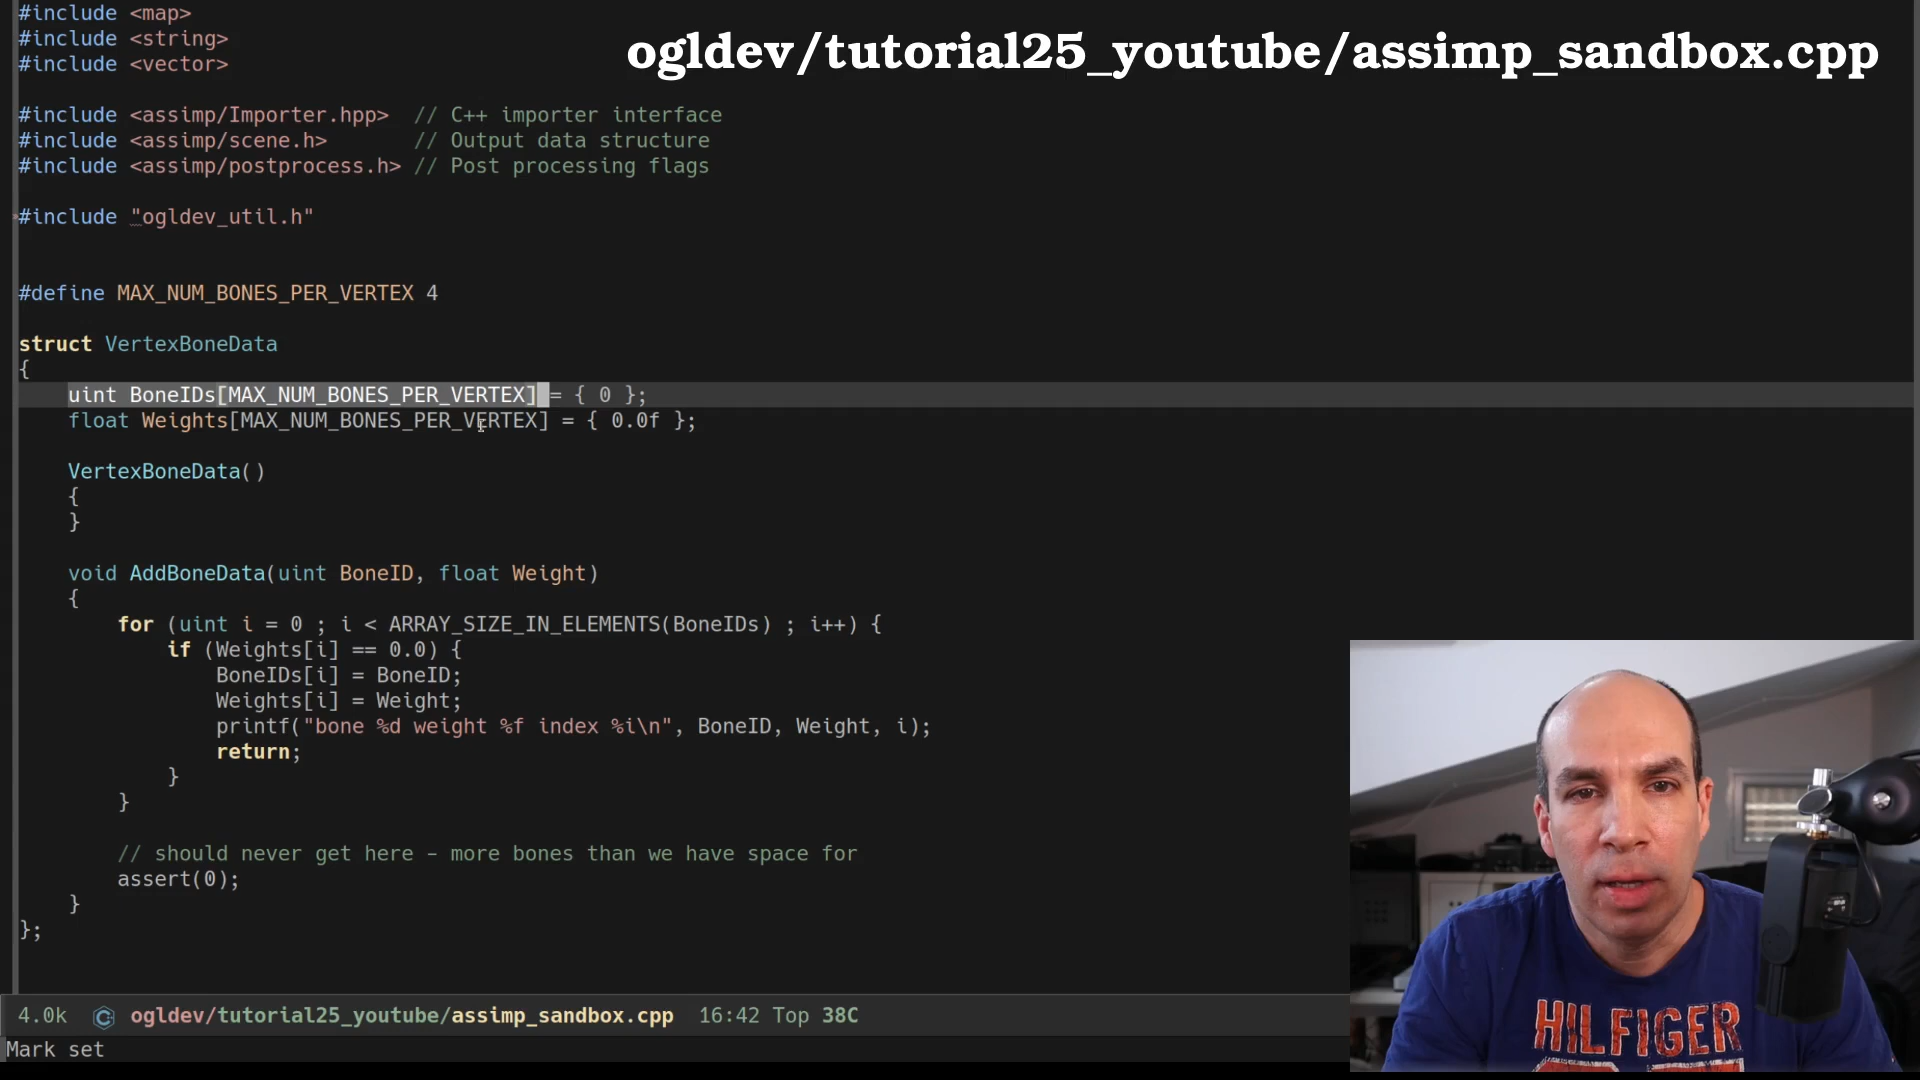 #include <map>
#include <string>
#include <vector>
ogldev/tutorial25_youtube/assimp_sandbox.cpp
#include <assimp/Importer.hpp>  // C++ importer interface
#include <assimp/scene.h>       // Output data structure
#include <assimp/postprocess.h> // Post processing flags
#include "ogldev_util.h"
#define MAX_NUM_BONES_PER_VERTEX 4
struct VertexBoneData
{
    uint BoneIDs[MAX_NUM_BONES_PER_VERTEX] = { 0 };
    float Weights[MAX_NUM_BONES_PER_VERTEX] = { 0.0f };
    VertexBoneData()
    {
    }
    void AddBoneData(uint BoneID, float Weight)
    {
        for (uint i = 0 ; i < ARRAY_SIZE_IN_ELEMENTS(BoneIDs) ; i++) {
            if (Weights[i] == 0.0) {
                BoneIDs[i] = BoneID;
                Weights[i] = Weight;
                printf("bone %d weight %f index %i\n", BoneID, Weight, i);
                return;
            }
        }
        // should never get here - more bones than we have space for
        assert(0);
    }
};
HILFIGER
4.0k ogldev/tutorial25_youtube/assimp_sandbox.cpp 16:42 Top 38C
Mark set